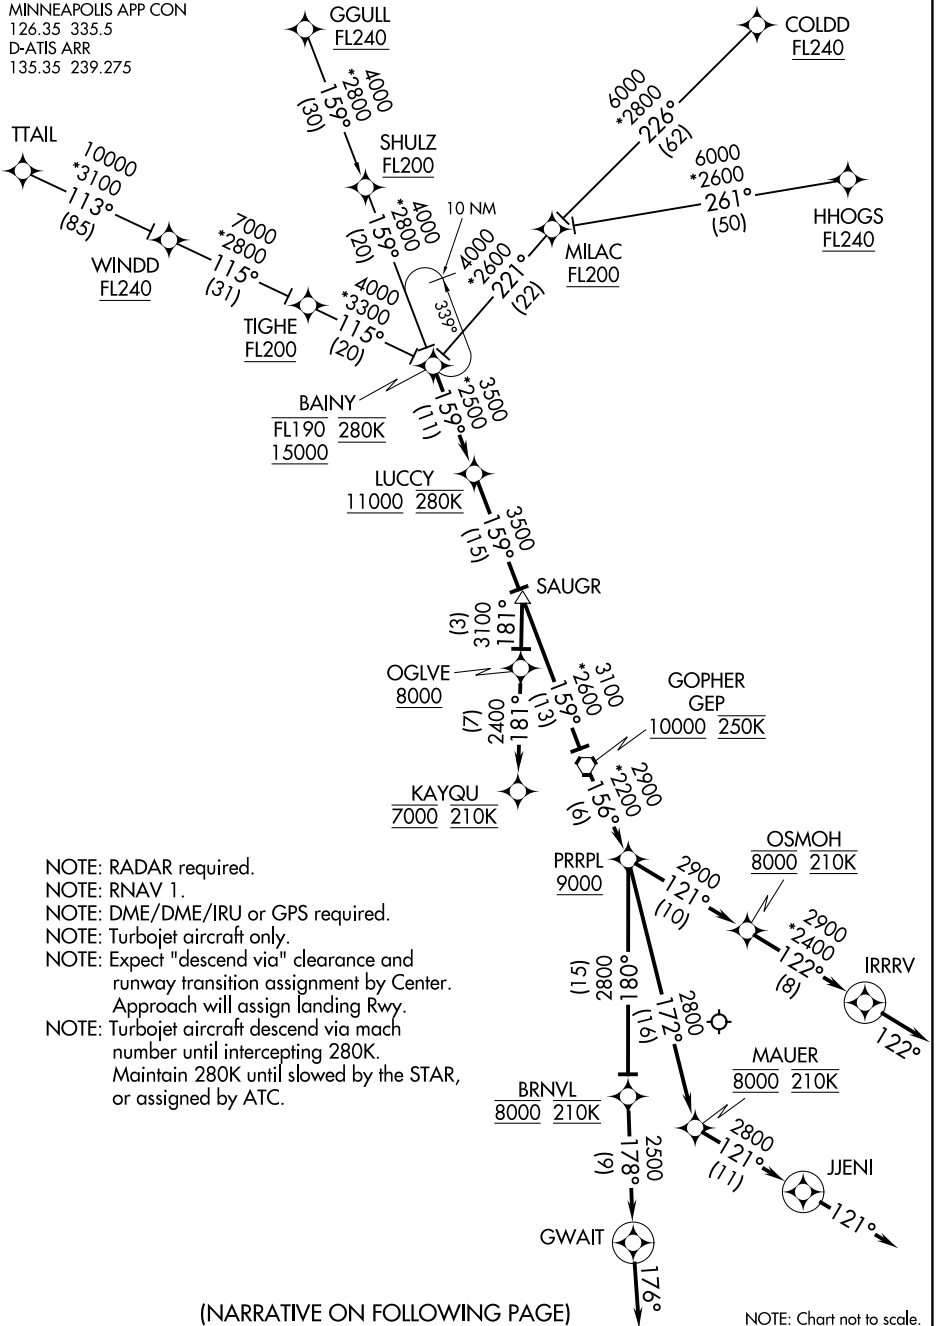 MINNEAPOLIS APP CON
126.35 335.5
D-ATIS ARR
135.35 239.275
GGULL
FL240
COLDD
FL240
4000
*2800
159°
(30)
6000
*2800
226°
(62)
TTAIL
10000
*3100
113°
(85)
SHULZ
FL200
6000
*2600
261°
(50)
HHOGS
FL240
4000
*2800
159°
(20)
10 NM
MILAC
FL200
WINDD
FL240
7000
*2800
115°
(31)
4000
*2600
221°
(22)
339°
TIGHE
FL200
4000
*3300
115°
(20)
BAINY
FL190 280K
15000
3500
*2500
159°
(11)
LUCCY
11000 280K
3500
159°
(15)
SAUGR
181°
3100
(3)
OGLVE
8000
3100
*2600
159°
(13)
GOPHER
GEP
10000 250K
181°
2400
(7)
KAYQU
7000 210K
2900
*2200
156°
(6)
PRRPL
9000
OSMOH
8000 210K
2900
121°
(10)
2900
*2400
122°
(8)
IRRRV
122°
180°
2800
(15)
2800
172°
(16)
MAUER
8000 210K
BRNVL
8000 210K
2800
121°
(11)
JJENI
121°
2500
178°
(9)
GWAIT
176°
NOTE: RADAR required.
NOTE: RNAV 1.
NOTE: DME/DME/IRU or GPS required.
NOTE: Turbojet aircraft only.
NOTE: Expect "descend via" clearance and
runway transition assignment by Center.
Approach will assign landing Rwy.
NOTE: Turbojet aircraft descend via mach
number until intercepting 280K.
Maintain 280K until slowed by the STAR,
or assigned by ATC.
(NARRATIVE ON FOLLOWING PAGE)
NOTE: Chart not to scale.